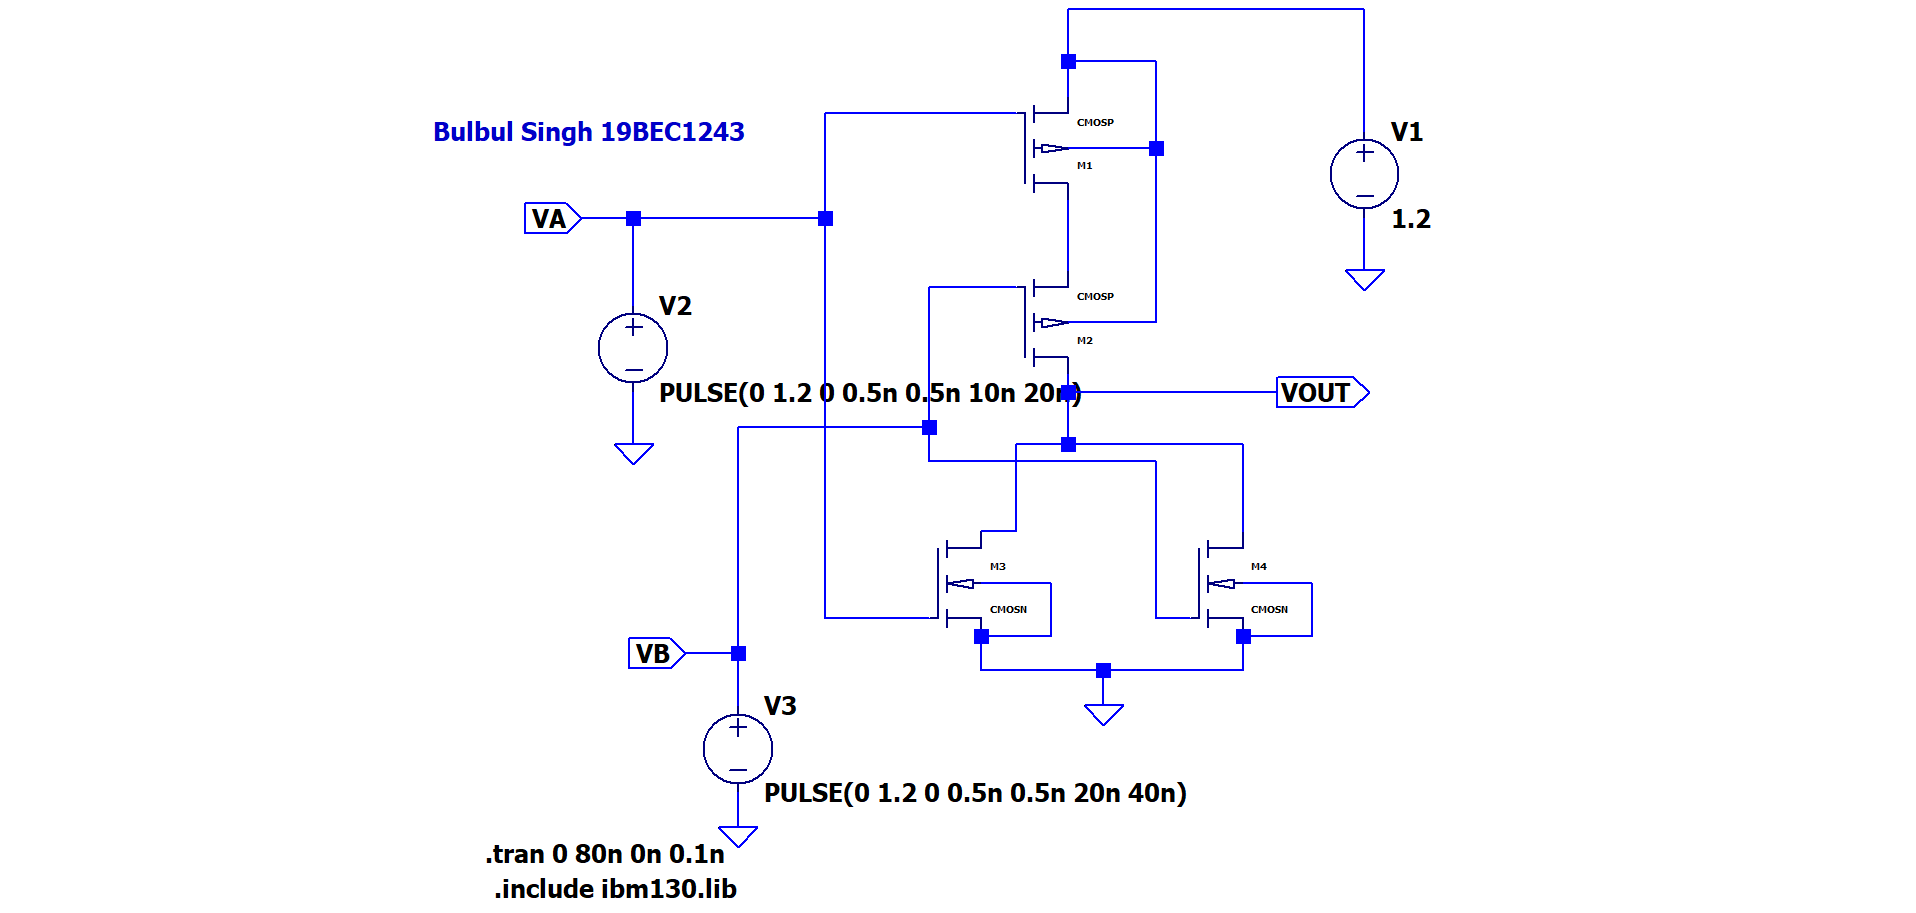 CMOSP
V1
Bulbul Singh 19BEC1243
M1
VA
1.2
CMOSP
V2
M2
PULSE(0 1.2 0 0.5n 0.5n 10n 20n)
VOUT
M3
M4
CMOSN
CMOSN
VB
V3
PULSE(0 1.2 0 0.5n 0.5n 20n 40n)
.tran 0 80n 0n 0.1n
.include ibm130.lib